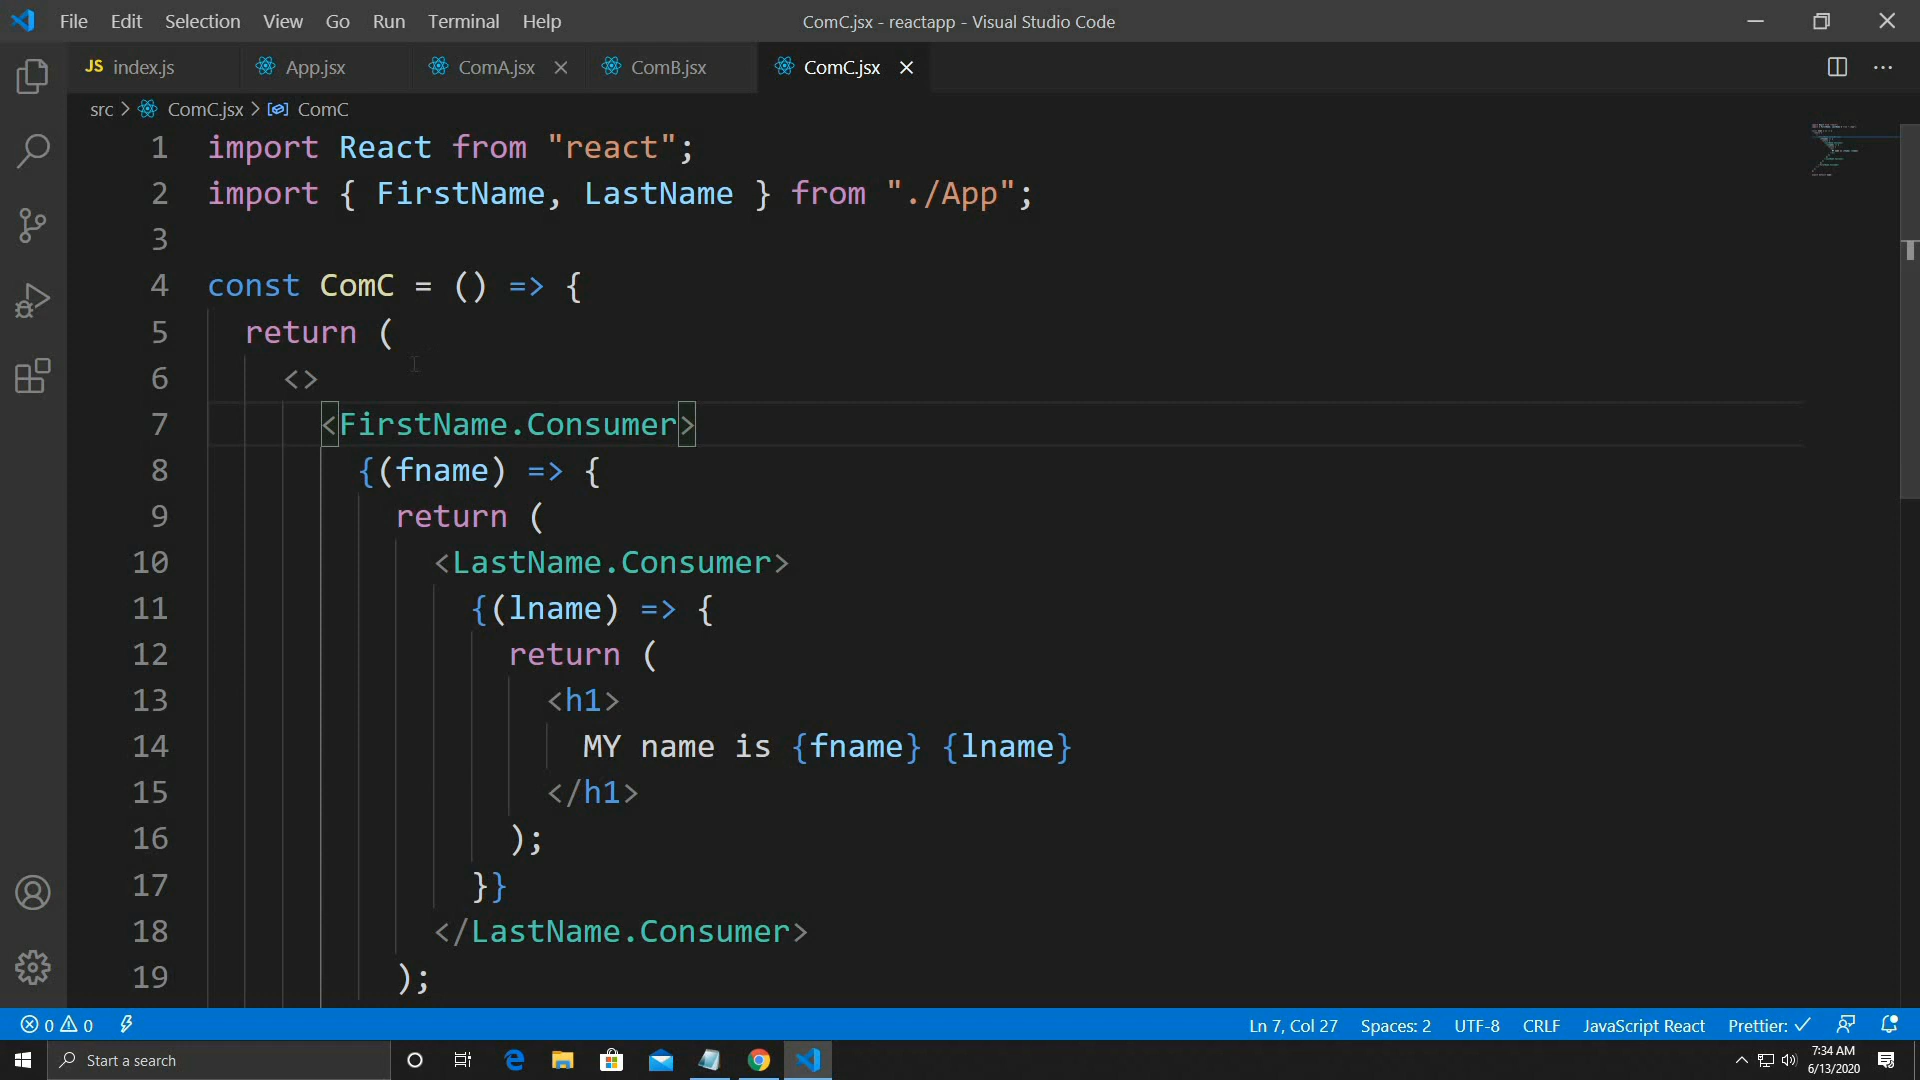 File Edit Selection View Go Run Terminal Help
ComC.jsx - reactapp - Visual Studio Code
JS index.js
App.jsx
ComA.jsx
ComB.jsx
ComC.jsx
src > ComC.jsx > ComC
1 import React from "react";
2 import { FirstName, LastName } from "./App";
3
4 const ComC = () => {
5 return (
6 <>
7 <FirstName.Consumer>
8 {(fname) => {
9 return (
10 <LastName.Consumer>
11 {(lname) => {
12 return (
13 <h1>
14 MY name is {fname} {lname}
15 </h1>
16 );
17 }}
18 </LastName.Consumer>
19 );
0 0
Ln 7, Col 27 Spaces: 2 UTF-8 CRLF JavaScript React Prettier: ✓
Start a search
7:34 AM
6/13/2020